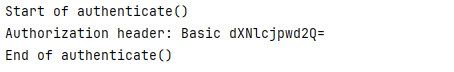 Start of authenticate()
Authorization header: Basic dXNlcjpwd2Q=
End of authenticate()